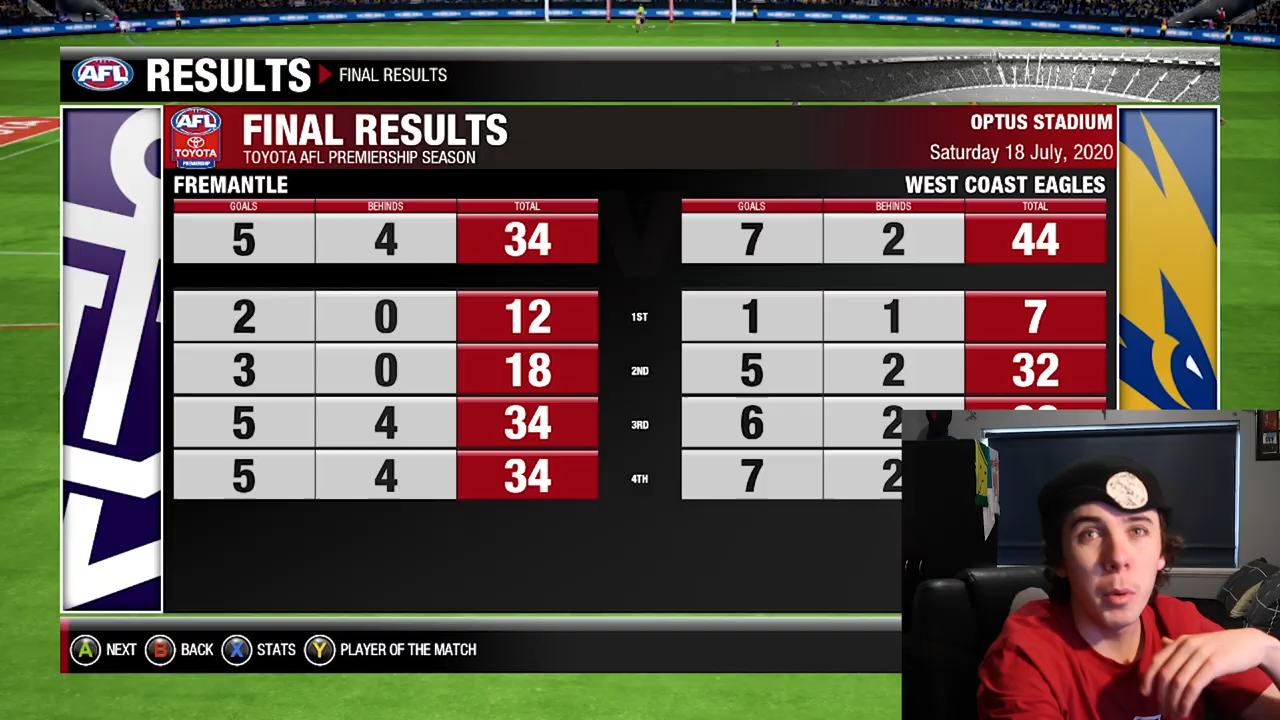 AFL RESULTS FINAL RESULTS
AFL FINAL RESULTS OPTUS STADIUM
TOYOTA TOYOTA AFL PREMIERSHIP SEASON Saturday 18 July, 2020
PREMIERSHIP
FREMANTLE WEST COAST EAGLES
GOALS BEHINDS TOTAL GOALS BEHINDS TOTAL
5 4 34 7 2 44
2 0 12 1ST 1 1 7
3 0 18 2ND 5 2 32
5 4 34 3RD 6 2
5 4 34 4TH 7 2
A NEXT B BACK X STATS Y PLAYER OF THE MATCH